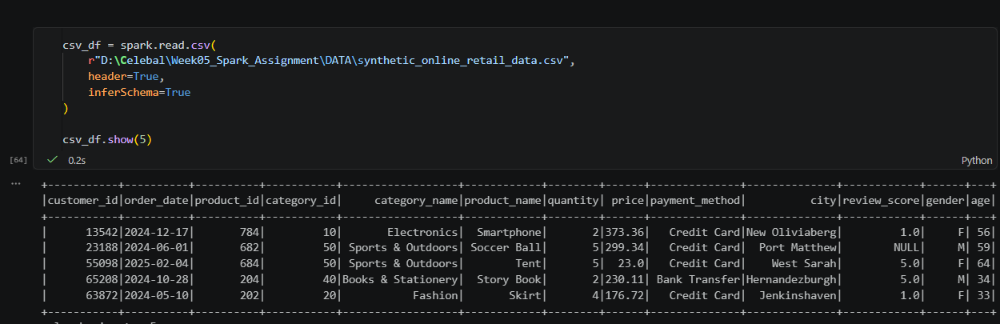 csv_df = spark.read.csv(
    r"D:\Celebal\Week05_Spark_Assignment\DATA\synthetic_online_retail_data.csv",
    header=True,
    inferSchema=True
)
csv_df.show(5)
[64] ✓ 0.2s Python
...
+-----------+----------+----------+-----------+-------------------+------------+--------+------+--------------+--------------+------------+------+---+
|customer_id|order_date|product_id|category_id|      category_name|product_name|quantity| price|payment_method|          city|review_score|gender|age|
+-----------+----------+----------+-----------+-------------------+------------+--------+------+--------------+--------------+------------+------+---+
|      13542|2024-12-17|       784|         10|        Electronics|  Smartphone|       2|373.36|   Credit Card|New Oliviaberg|         1.0|     F| 56|
|      23188|2024-06-01|       682|         50|  Sports & Outdoors| Soccer Ball|       5|299.34|   Credit Card|  Port Matthew|        NULL|     M| 59|
|      55098|2025-02-04|       684|         50|  Sports & Outdoors|        Tent|       5|  23.0|   Credit Card|    West Sarah|         5.0|     F| 64|
|      65208|2024-10-28|       204|         40|Books & Stationery|  Story Book|       2|230.11| Bank Transfer|Hernandezburgh|         5.0|     M| 34|
|      63872|2024-05-10|       202|         20|            Fashion|       Skirt|       4|176.72|   Credit Card|  Jenkinshaven|         1.0|     F| 33|
+-----------+----------+----------+-----------+-------------------+------------+--------+------+--------------+--------------+------------+------+---+